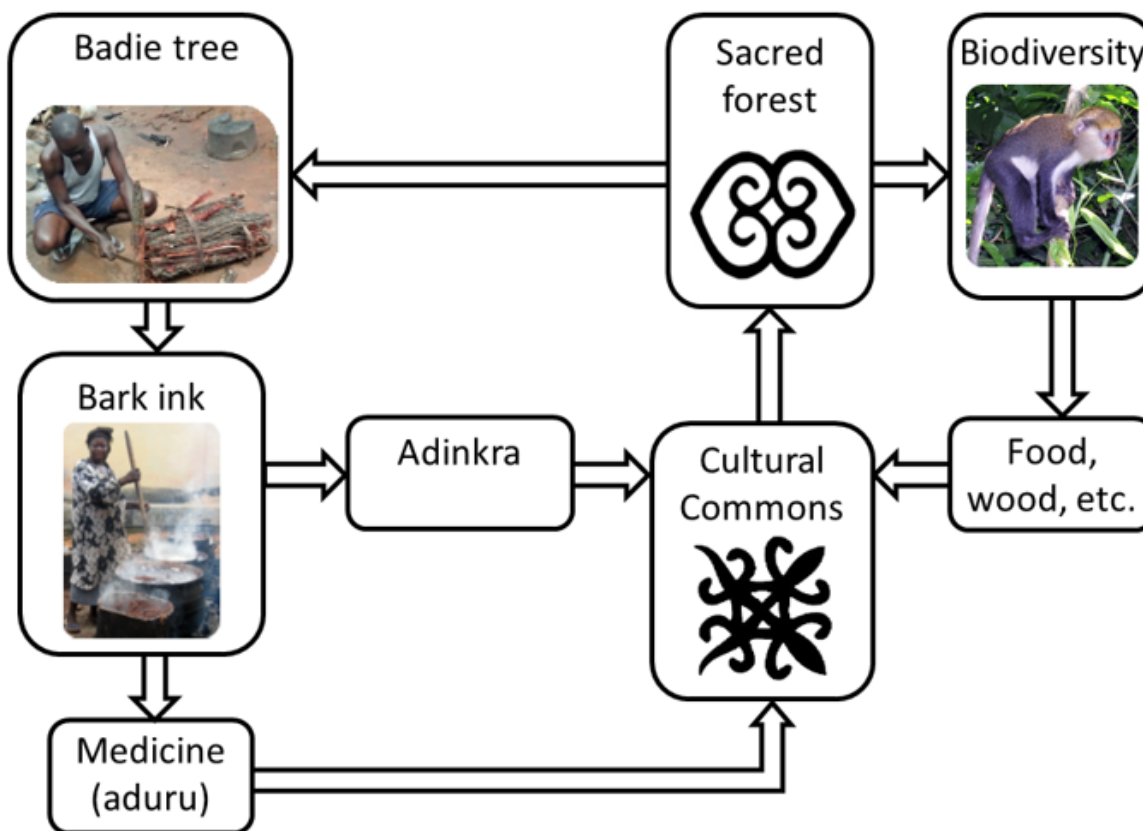 Badie tree
Sacred
forest
Biodiversity
Bark ink
Adinkra
Cultural
Commons
Food,
wood, etc.
Medicine
(aduru)